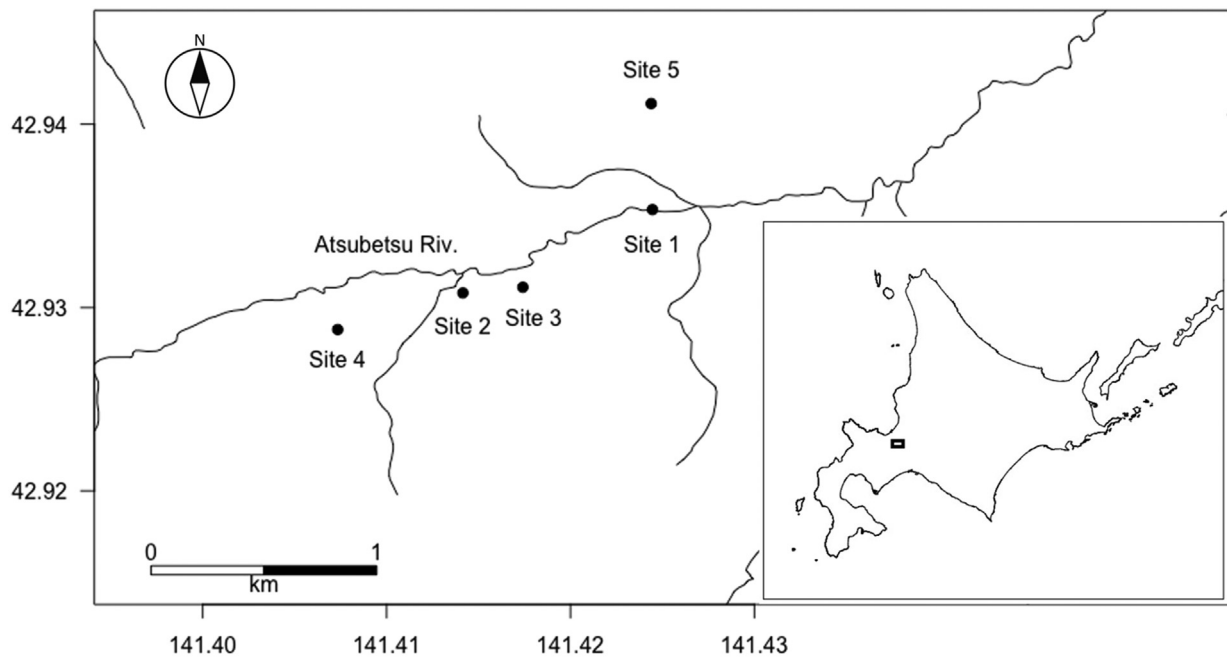 N
Site 5
42.94
Site 1
Atsubetsu Riv.
42.93
Site 2
Site 3
Site 4
42.92
0 1
km
141.40 141.41 141.42 141.43